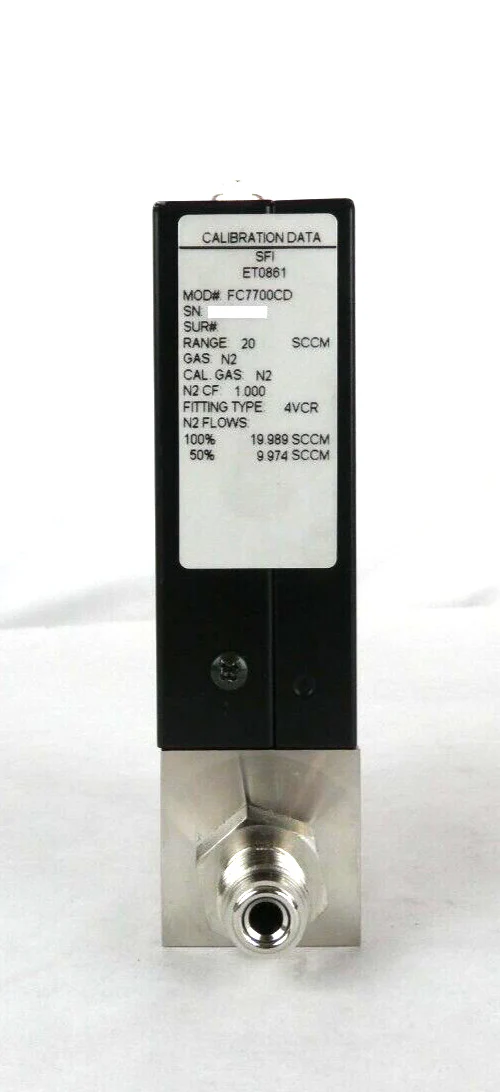 CALIBRATION DATA
SFI
ET0861
MOD#: FC7700CD
SN:
SUR#:
RANGE: 20 SCCM
GAS: N2
CAL. GAS: N2
N2 CF: 1.000
FITTING TYPE: 4VCR
N2 FLOWS:
100% 19.989 SCCM
50% 9.974 SCCM